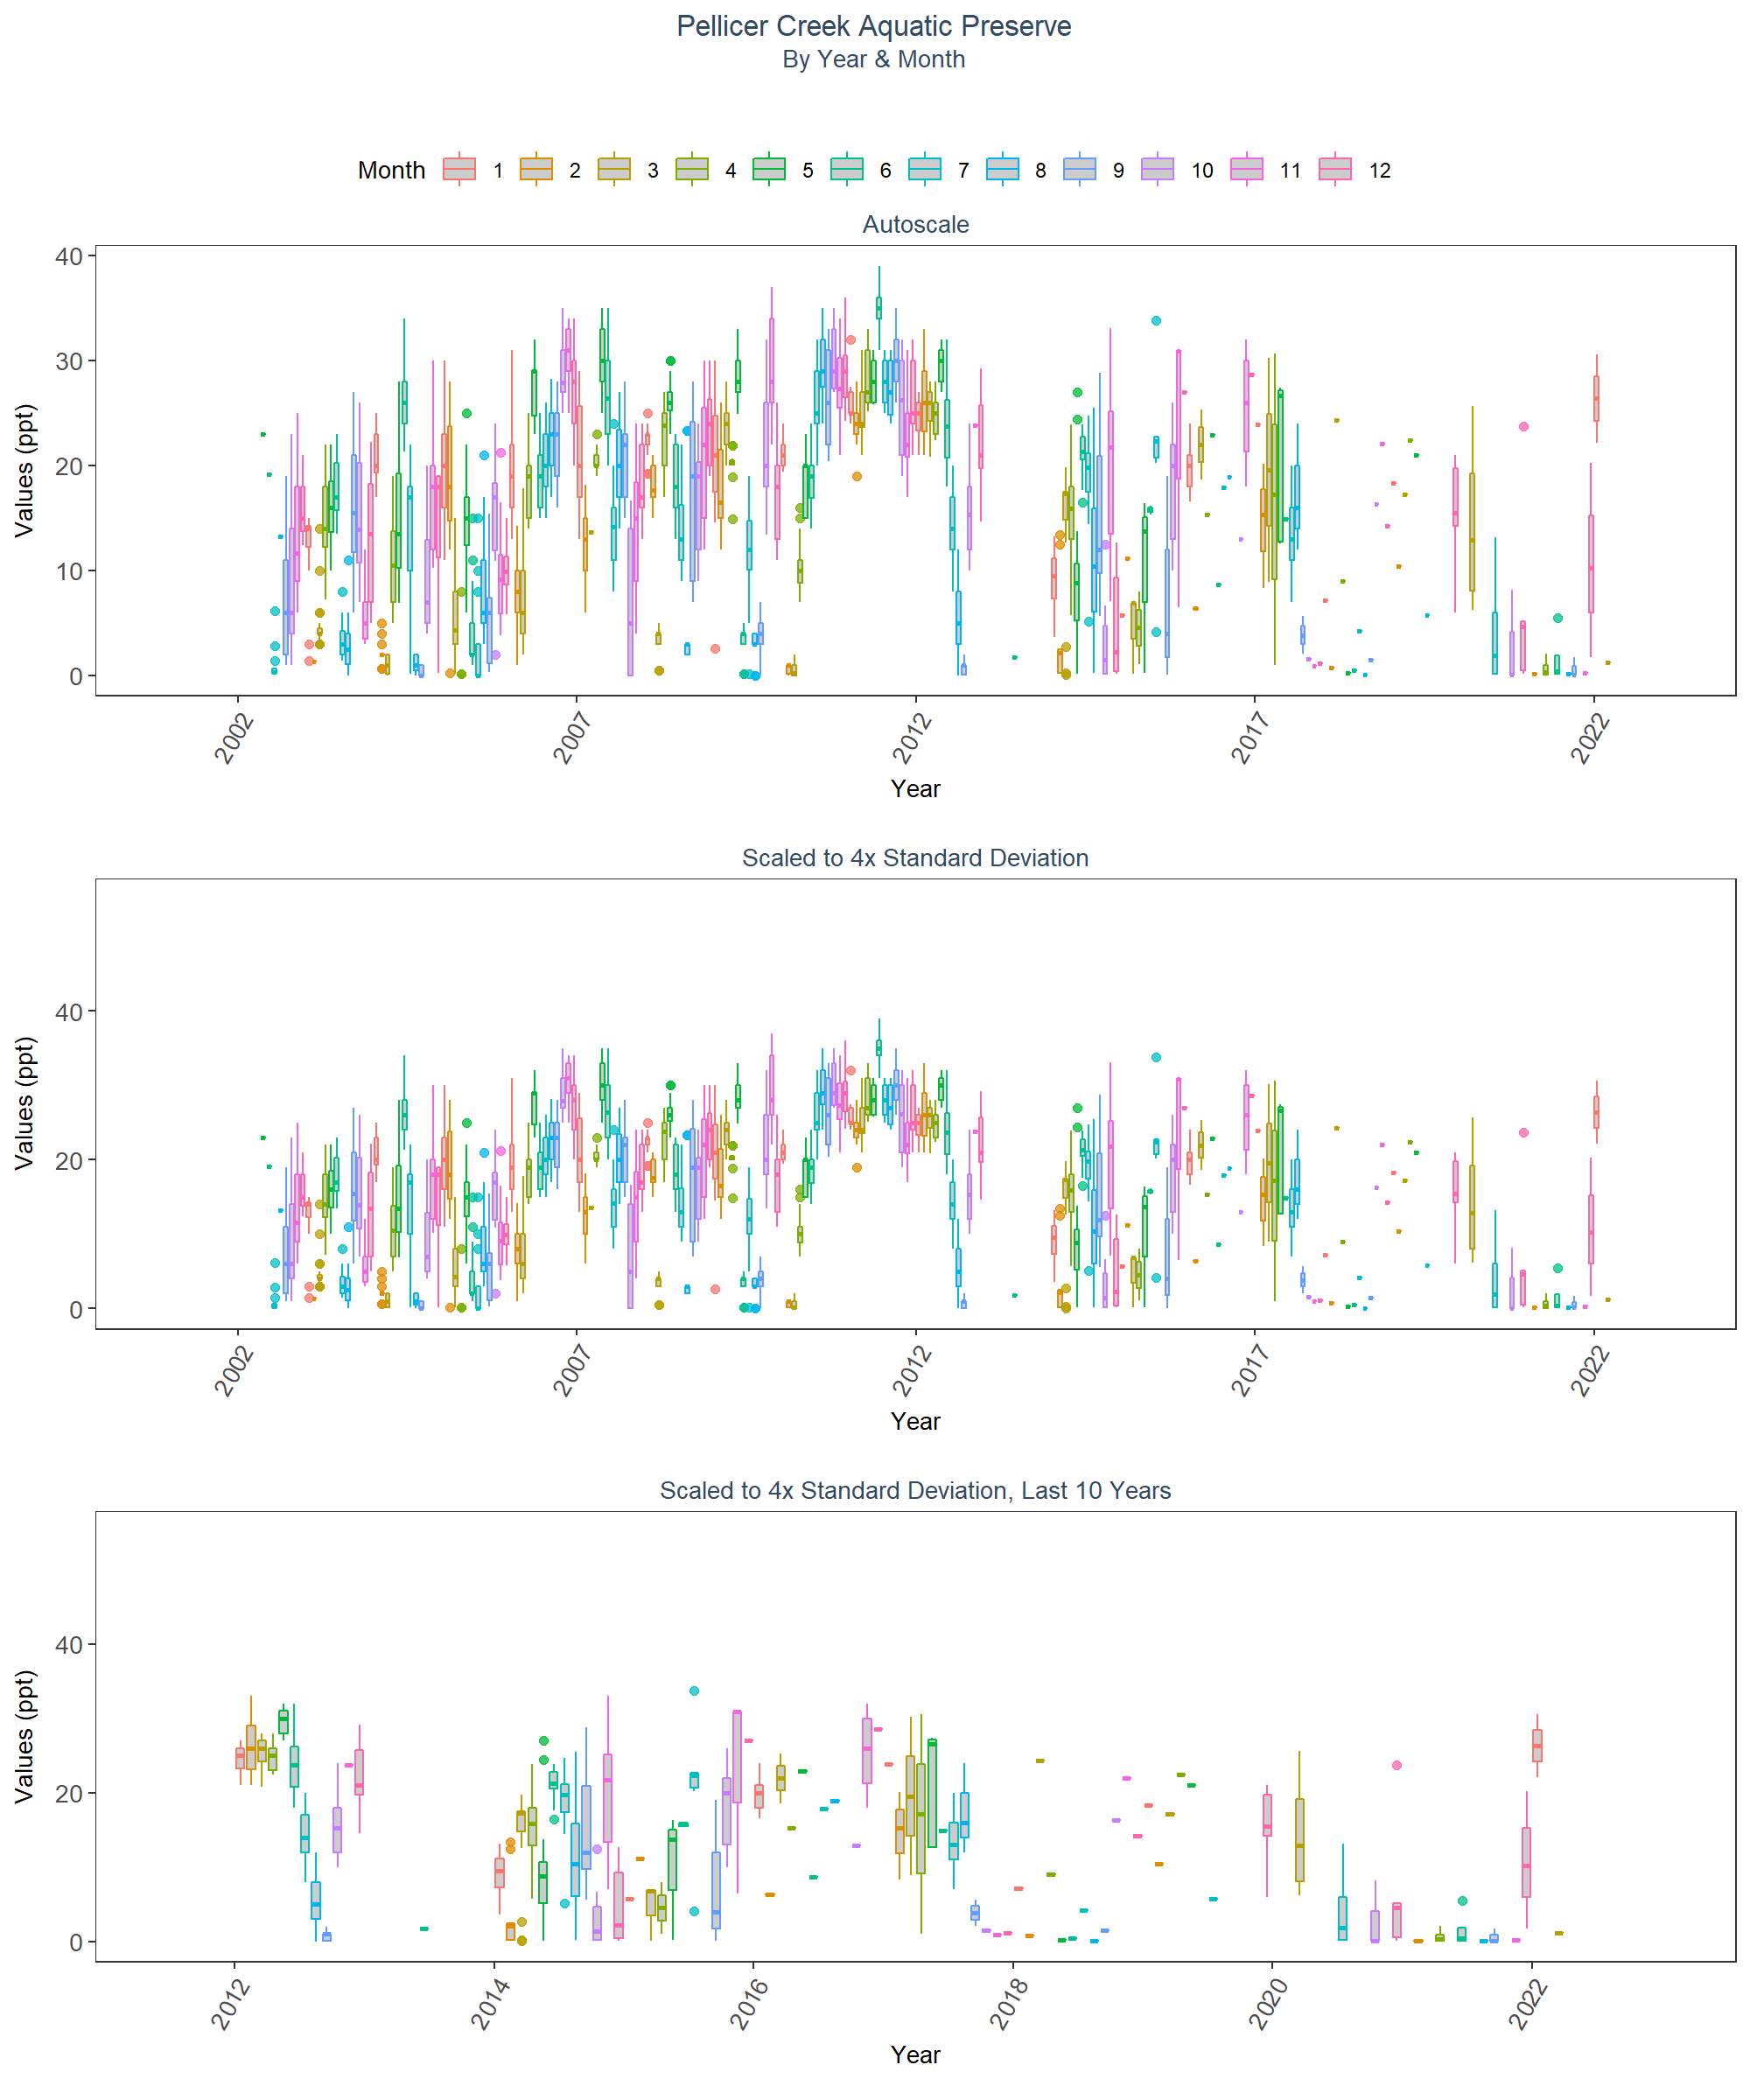 Pellicer Creek Aquatic Preserve
By Year & Month
Month 1 2 3 4 5 6 7 8 9 10 11 12
Autoscale
Values (ppt)
40
30
20
10
0
2002 2007 2012 2017 2022
Year
Scaled to 4x Standard Deviation
Values (ppt)
40
20
0
2002 2007 2012 2017 2022
Year
Scaled to 4x Standard Deviation, Last 10 Years
Values (ppt)
40
20
0
2012 2014 2016 2018 2020 2022
Year